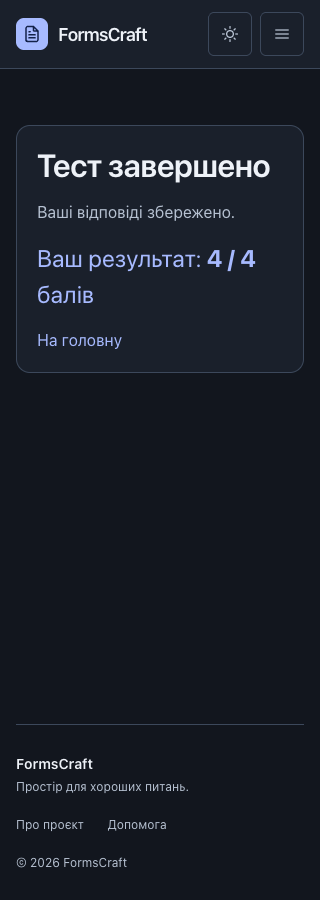 FormsCraft
Тест завершено
Ваші відповіді збережено.
Ваш результат: 4 / 4
балів
На головну
FormsCraft
Простір для хороших питань.
Про проєкт Допомога
© 2026 FormsCraft